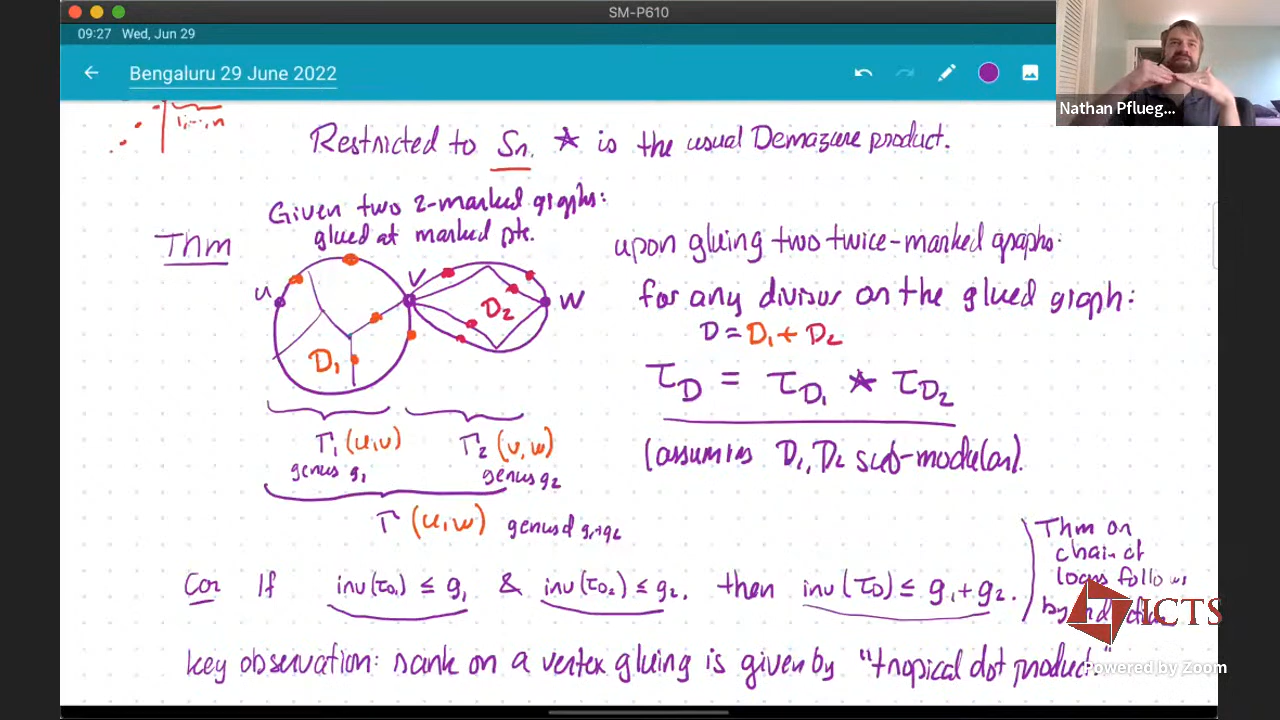 SM-P610
09:27 Wed, Jun 29
Bengaluru 29 June 2022
Nathan Pflueg...
1,...,n
Restricted to Sn. ★ is the usual Demazure product.
Thm
Given two 2-marked graphs:
glued at marked pts.
u
v
w
D1
D2
Γ1 (u,v)
genus g1
Γ2 (v,w)
genus g2
Γ (u,w) genus g1+g2
upon gluing two twice-marked graphs:
for any divisor on the glued graph:
D = D1 + D2
τD = τD1 ★ τD2
(assumes D1, D2 sub-modular).
Cor If inv(τD1) ≤ g1 & inv(τD2) ≤ g2, then inv(τD) ≤ g1+g2.
Thm on
chain of
loops follows
by induction
key observation: rank on a vertex gluing is given by "tropical dot product."
ICTS
Powered by Zoom